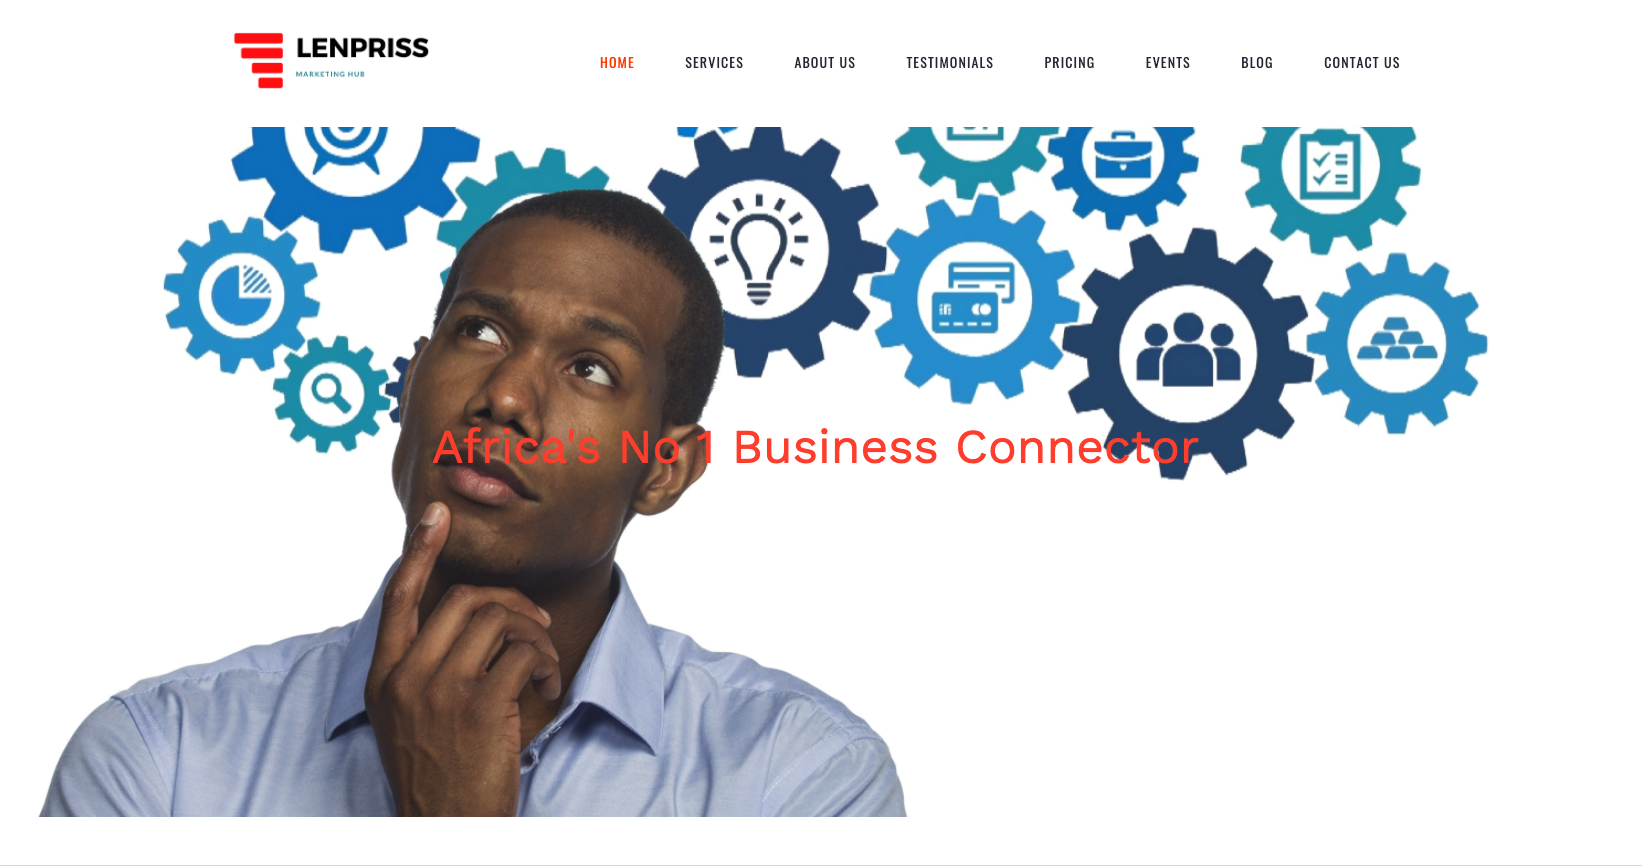 LENPRISS
MARKETING HUB
HOME SERVICES ABOUT US TESTIMONIALS PRICING EVENTS BLOG CONTACT US
Africa's No 1 Business Connector